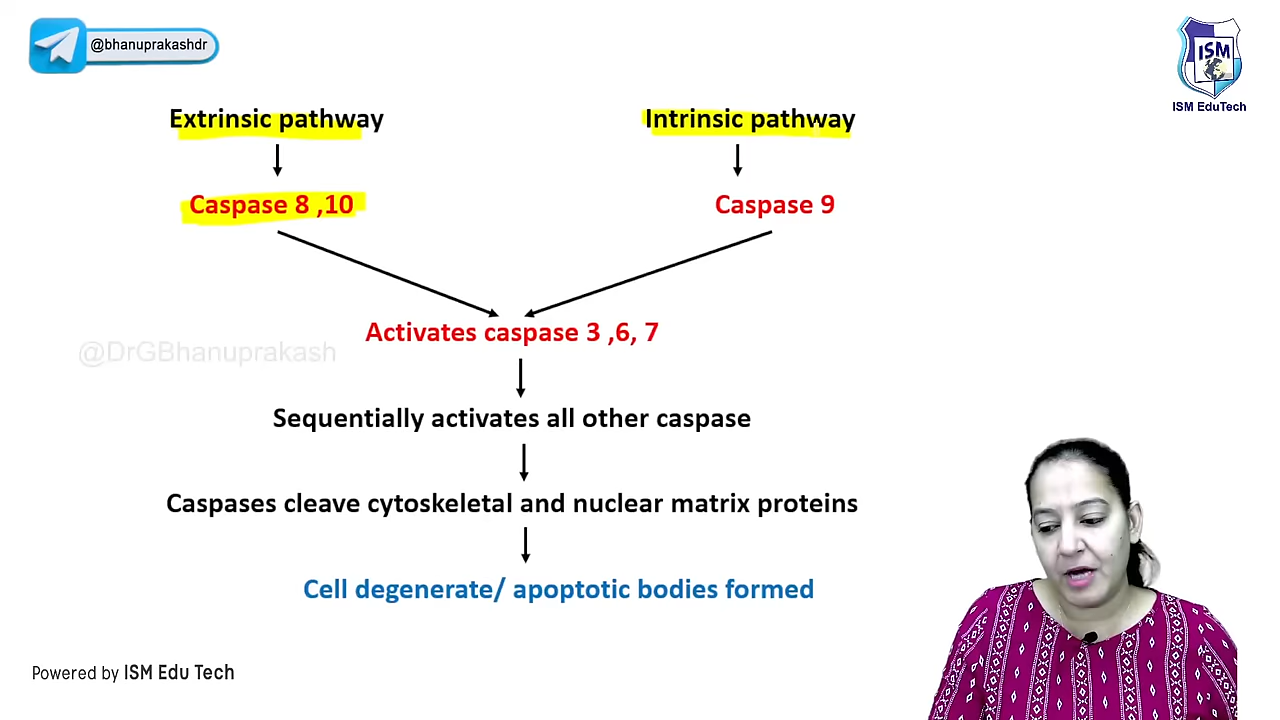 @bhanuprakashdr
ISM
ISM EduTech
Extrinsic pathway
Intrinsic pathway
Caspase 8 ,10
Caspase 9
Activates caspase 3 ,6, 7
@DrGBhanuprakash
Sequentially activates all other caspase
Caspases cleave cytoskeletal and nuclear matrix proteins
Cell degenerate/ apoptotic bodies formed
Powered by ISM Edu Tech